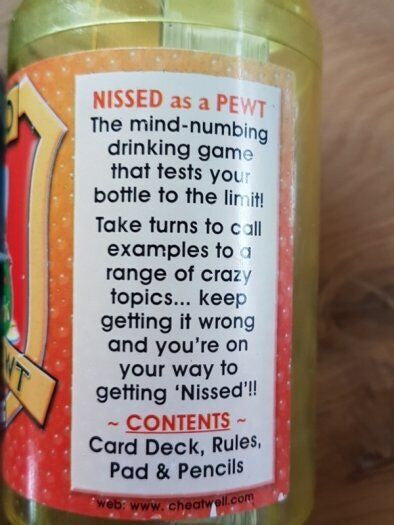 NISSED as a PEWT
The mind-numbing
drinking game
that tests your
bottle to the limit!
Take turns to call
examples to a
range of crazy
topics... keep
getting it wrong
and you're on
your way to
getting 'Nissed'!!
~ CONTENTS ~
Card Deck, Rules,
Pad & Pencils
web: www. cheatwell.com
WT